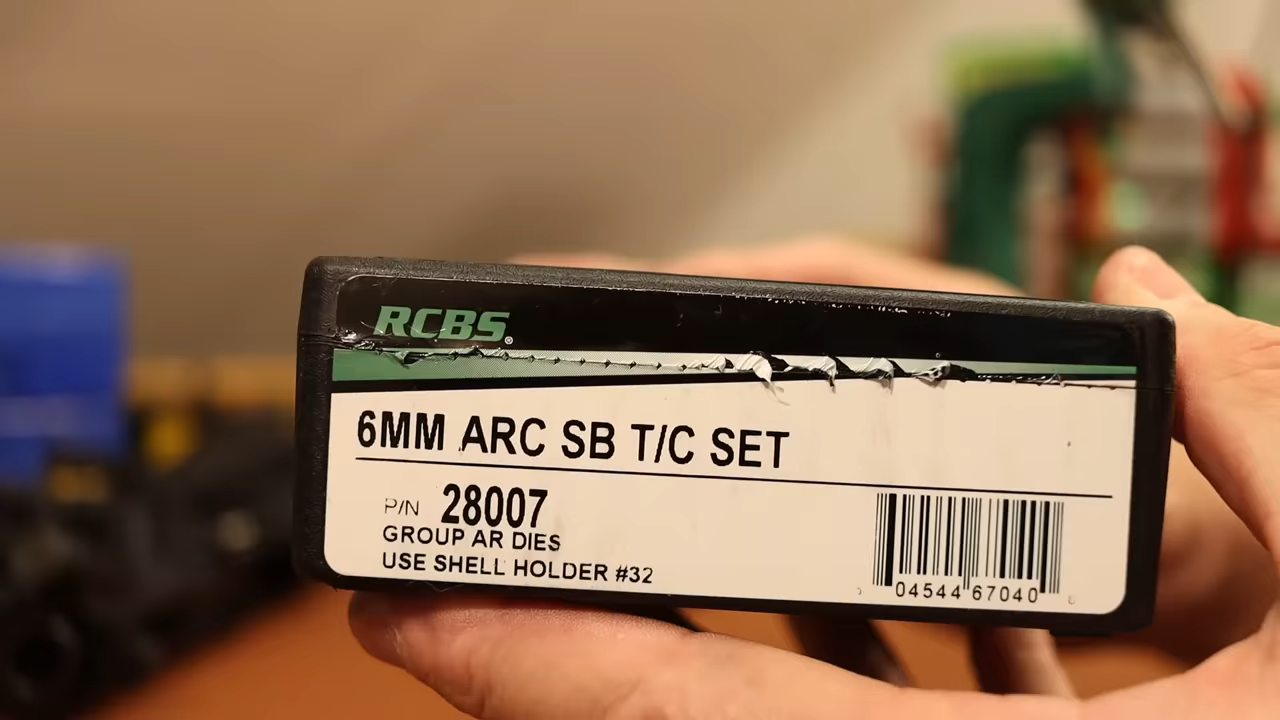 RCBS®
6MM ARC SB T/C SET
P/N 28007
GROUP AR DIES
USE SHELL HOLDER #32
04544 67040